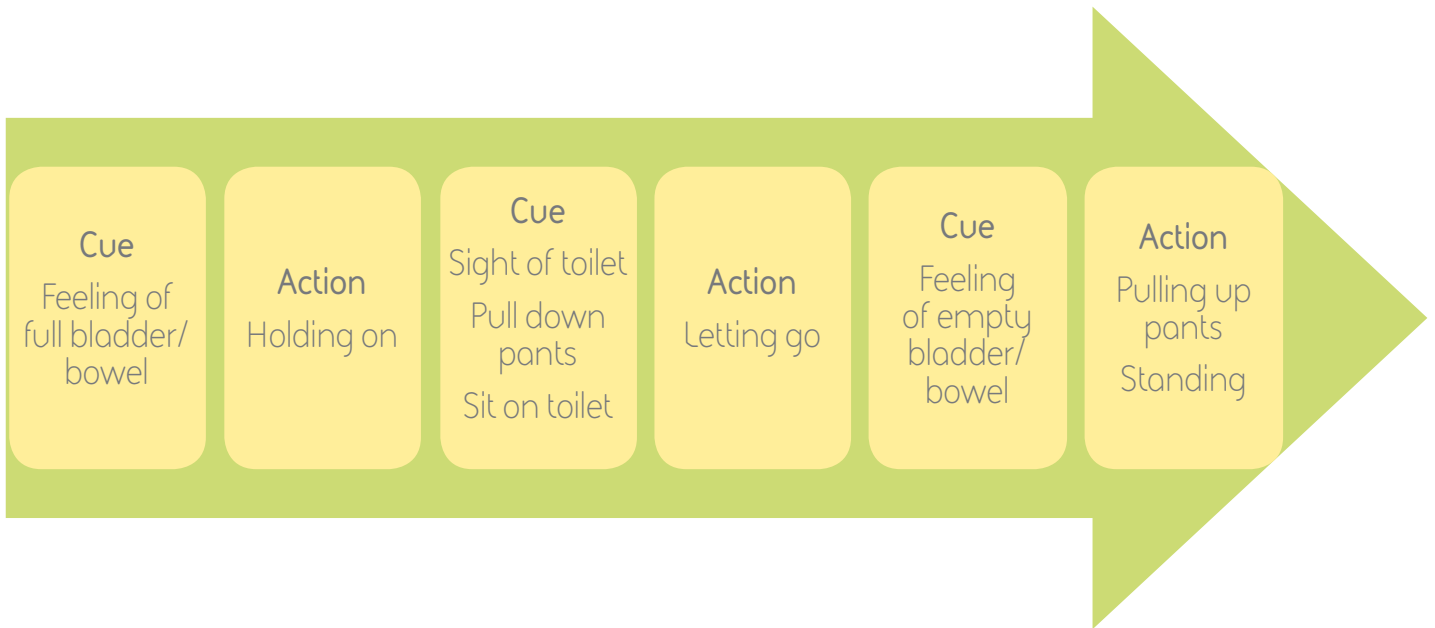 Cue
Feeling of
full bladder/
bowel
Action
Holding on
Cue
Sight of toilet
Pull down
pants
Sit on toilet
Action
Letting go
Cue
Feeling
of empty
bladder/
bowel
Action
Pulling up
pants
Standing